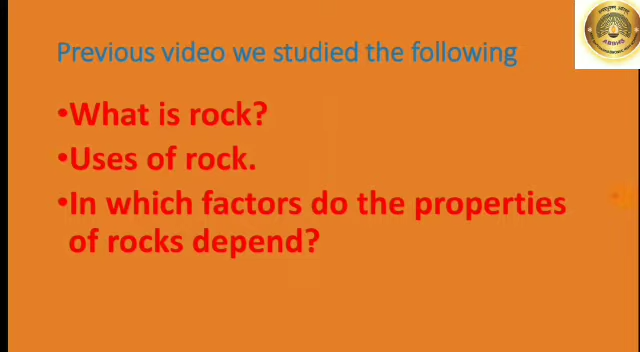 Previous video we studied the following
•What is rock?
•Uses of rock.
•In which factors do the properties
of rocks depend?